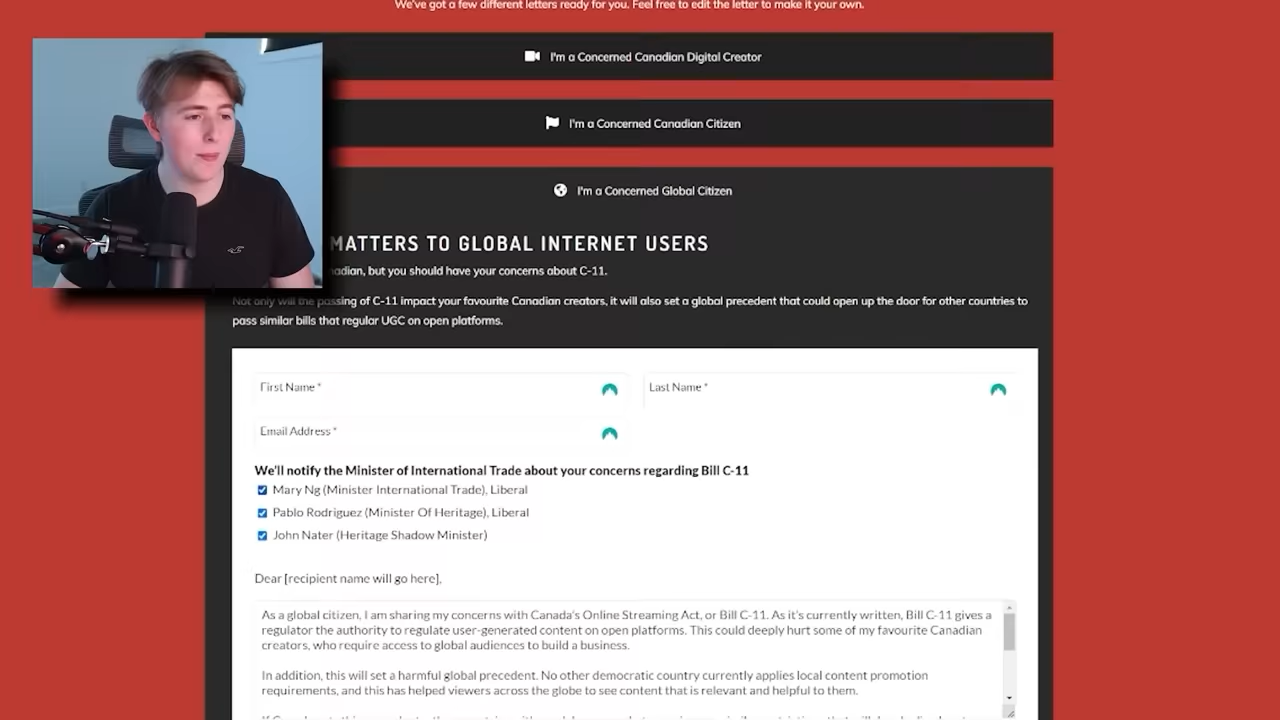 We've got a few different letters ready for you. Feel free to edit the letter to make it your own.
I'm a Concerned Canadian Digital Creator
I'm a Concerned Canadian Citizen
I'm a Concerned Global Citizen
MATTERS TO GLOBAL INTERNET USERS
but you should have your concerns about C-11.
Not only will the passing of C-11 impact your favourite Canadian creators, it will also set a global precedent that could open up the door for other countries to
pass similar bills that regular UGC on open platforms.
First Name *
Last Name *
Email Address *
We'll notify the Minister of International Trade about your concerns regarding Bill C-11
Mary Ng (Minister International Trade), Liberal
Pablo Rodriguez (Minister Of Heritage), Liberal
John Nater (Heritage Shadow Minister)
Dear [recipient name will go here],
As a global citizen, I am sharing my concerns with Canada's Online Streaming Act, or Bill C-11. As it's currently written, Bill C-11 gives a
regulator the authority to regulate user-generated content on open platforms. This could deeply hurt some of my favourite Canadian
creators, who require access to global audiences to build a business.
In addition, this will set a harmful global precedent. No other democratic country currently applies local content promotion
requirements, and this has helped viewers across the globe to see content that is relevant and helpful to them.